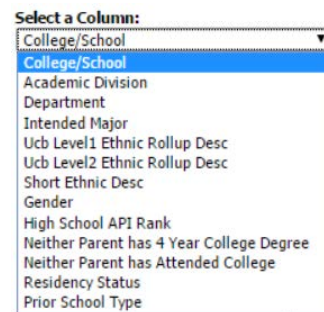 Select a Column:
College/School
College/School
Academic Division
Department
Intended Major
Ucb Level1 Ethnic Rollup Desc
Ucb Level2 Ethnic Rollup Desc
Short Ethnic Desc
Gender
High School API Rank
Neither Parent has 4 Year College Degree
Neither Parent has Attended College
Residency Status
Prior School Type